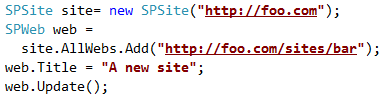 SPSite site= new SPSite("http://foo.com");
SPWeb web =
site.AllWebs.Add("http://foo.com/sites/bar");
web.Title = "A new site";
web.Update();